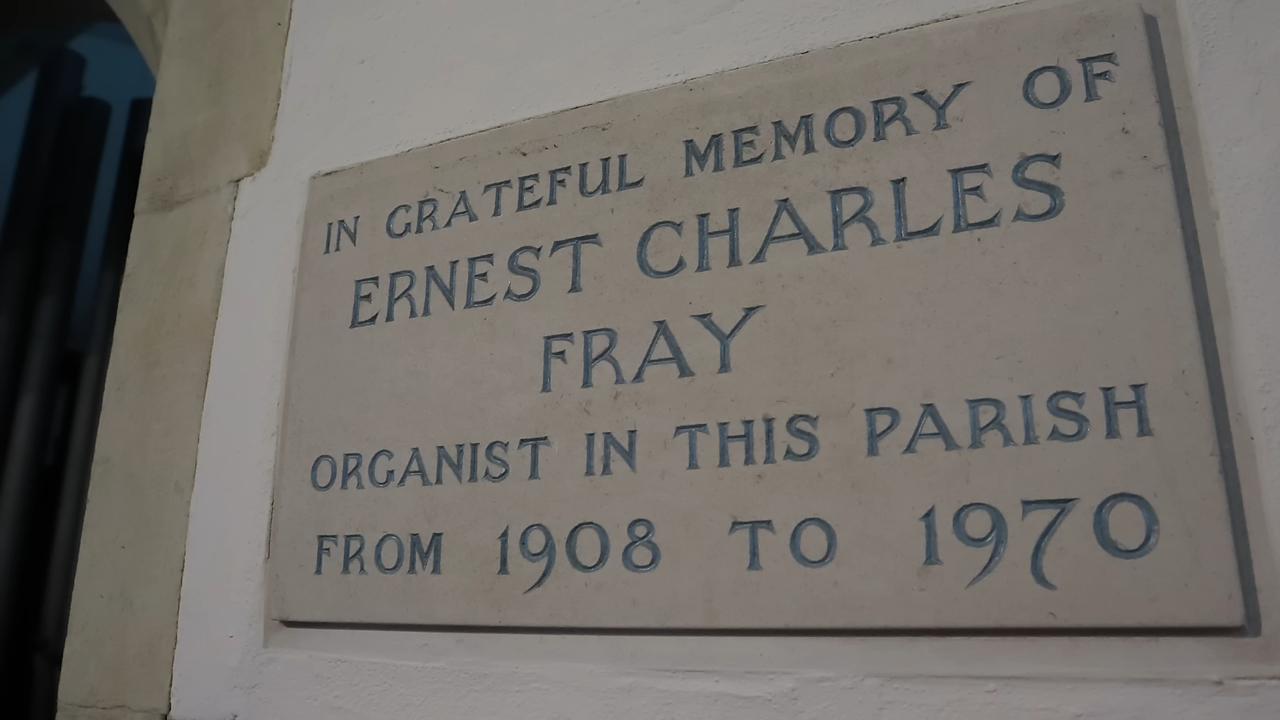 IN GRATEFUL MEMORY OF
ERNEST CHARLES
FRAY
ORGANIST IN THIS PARISH
FROM 1908 TO 1970